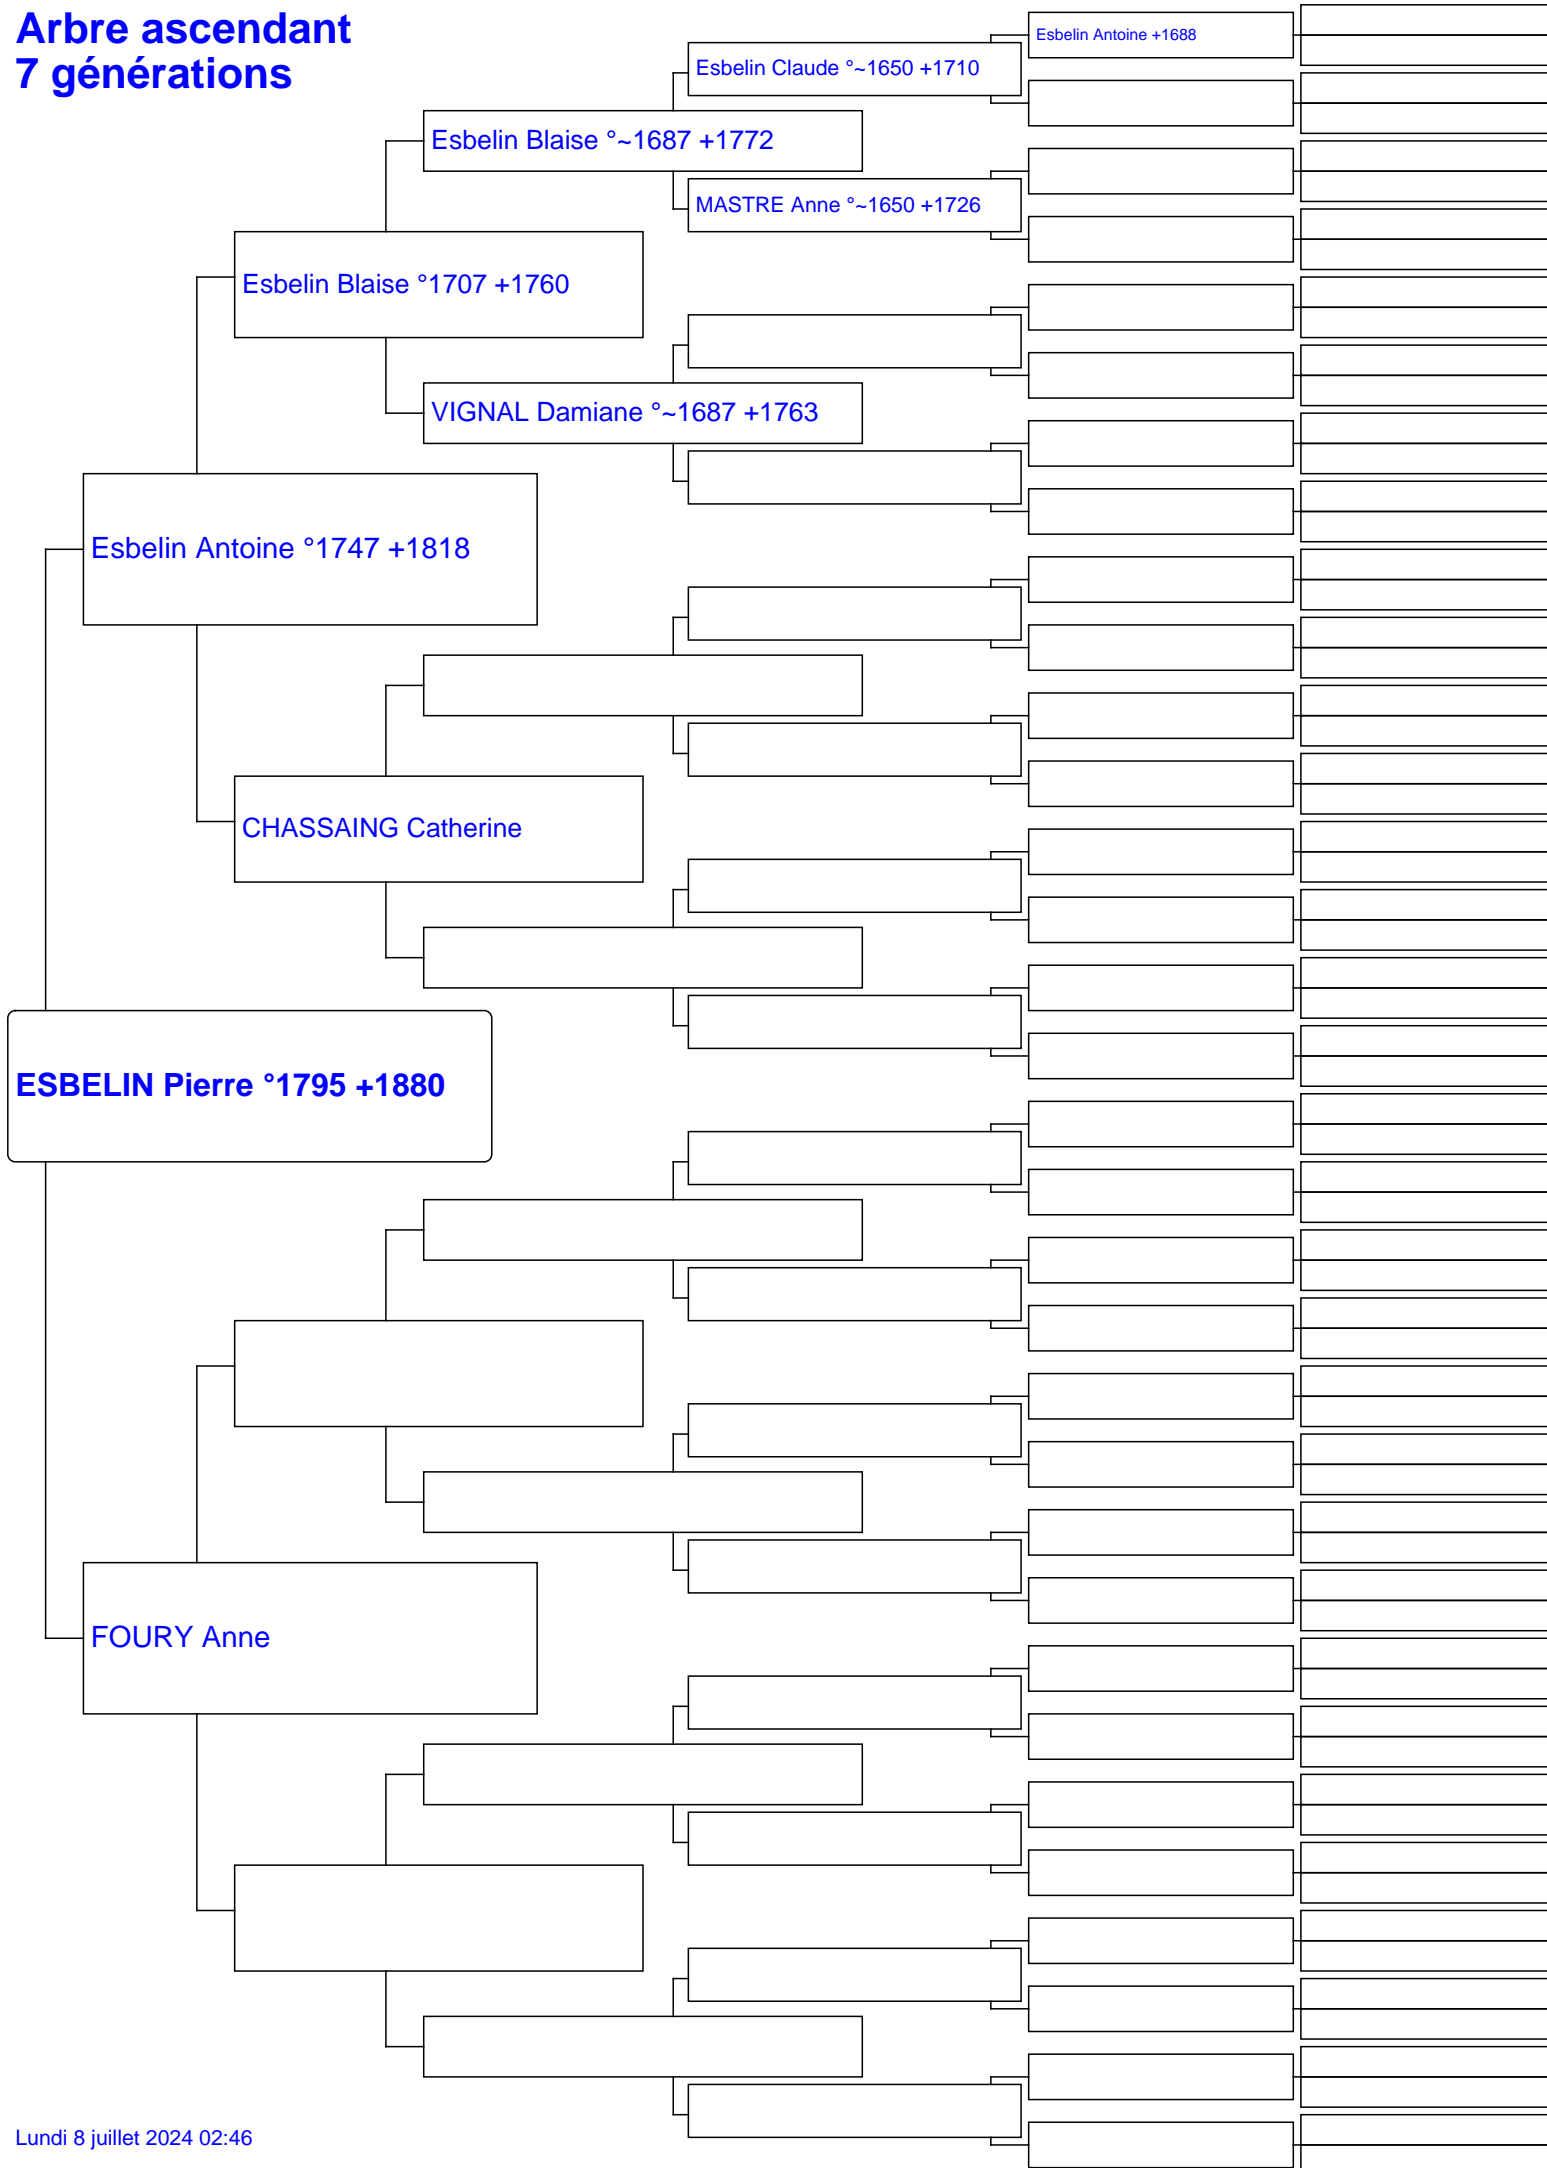 Arbre ascendant
7 générations
Esbelin Antoine +1688
Esbelin Claude °~1650 +1710
Esbelin Blaise °~1687 +1772
MASTRE Anne °~1650 +1726
Esbelin Blaise °1707 +1760
VIGNAL Damiane °~1687 +1763
Esbelin Antoine °1747 +1818
CHASSAING Catherine
ESBELIN Pierre °1795 +1880
FOURY Anne
Lundi 8 juillet 2024 02:46